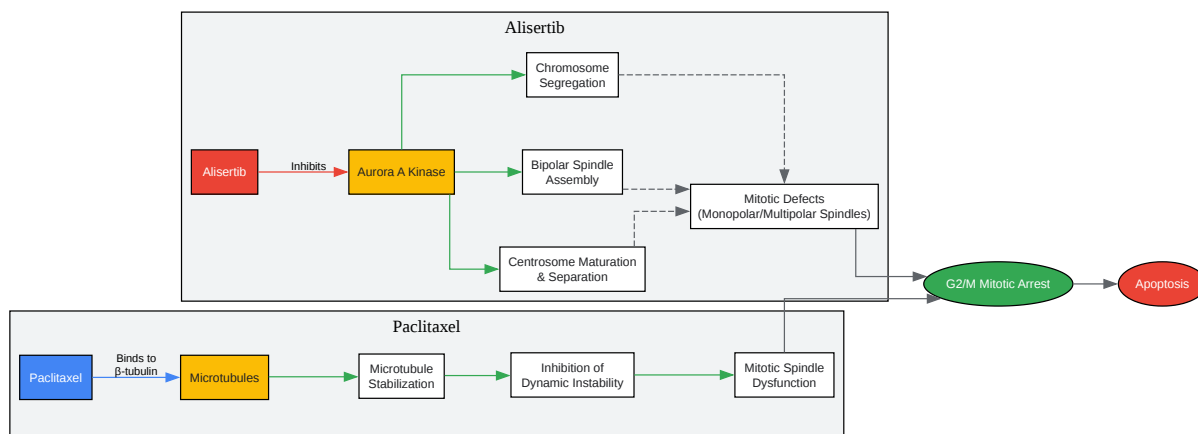 Alisertib
Chromosome
Segregation
Alisertib
Inhibits
Aurora A Kinase
Bipolar Spindle
Assembly
Mitotic Defects
(Monopolar/Multipolar Spindles)
Centrosome Maturation
& Separation
G2/M Mitotic Arrest
Apoptosis
Paclitaxel
Paclitaxel
Binds to
β-tubulin
Microtubules
Microtubule
Stabilization
Inhibition of
Dynamic Instability
Mitotic Spindle
Dysfunction